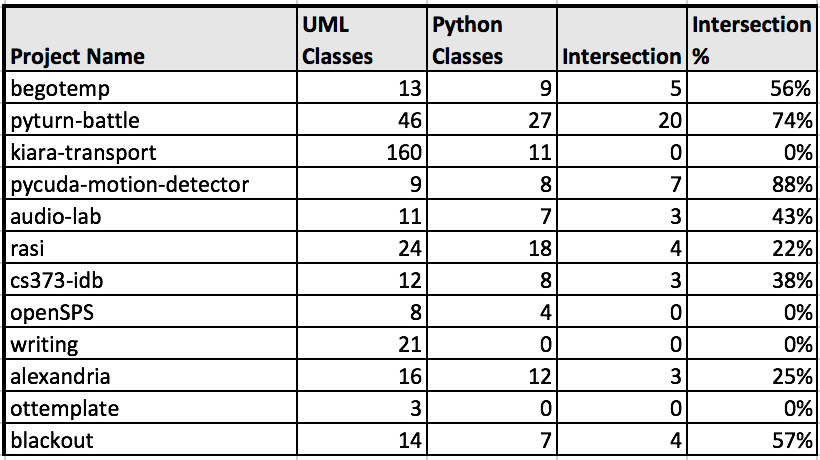 Project Name UML Classes Python Classes Intersection Intersection %
begotemp 13 9 5 56%
pyturn-battle 46 27 20 74%
kiara-transport 160 11 0 0%
pycuda-motion-detector 9 8 7 88%
audio-lab 11 7 3 43%
rasi 24 18 4 22%
cs373-idb 12 8 3 38%
openSPS 8 4 0 0%
writing 21 0 0 0%
alexandria 16 12 3 25%
ottemplate 3 0 0 0%
blackout 14 7 4 57%